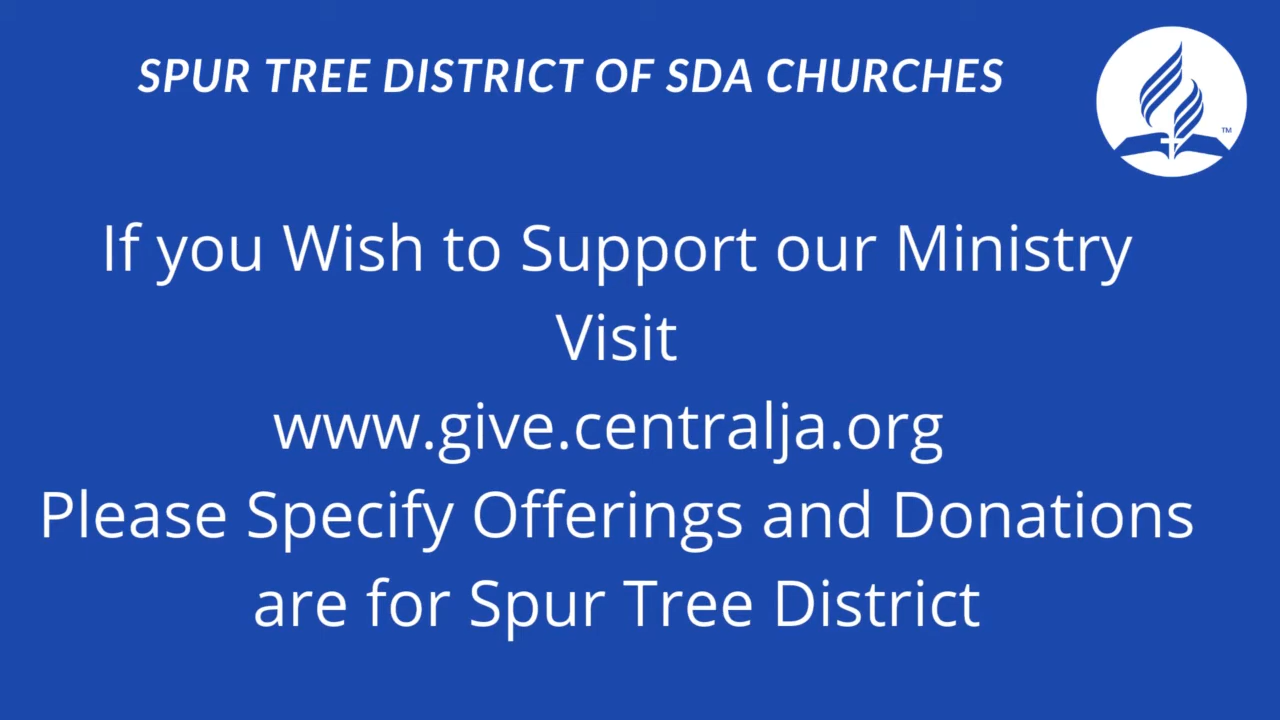 SPUR TREE DISTRICT OF SDA CHURCHES
TM
If you Wish to Support our Ministry
Visit
www.give.centralja.org
Please Specify Offerings and Donations
are for Spur Tree District